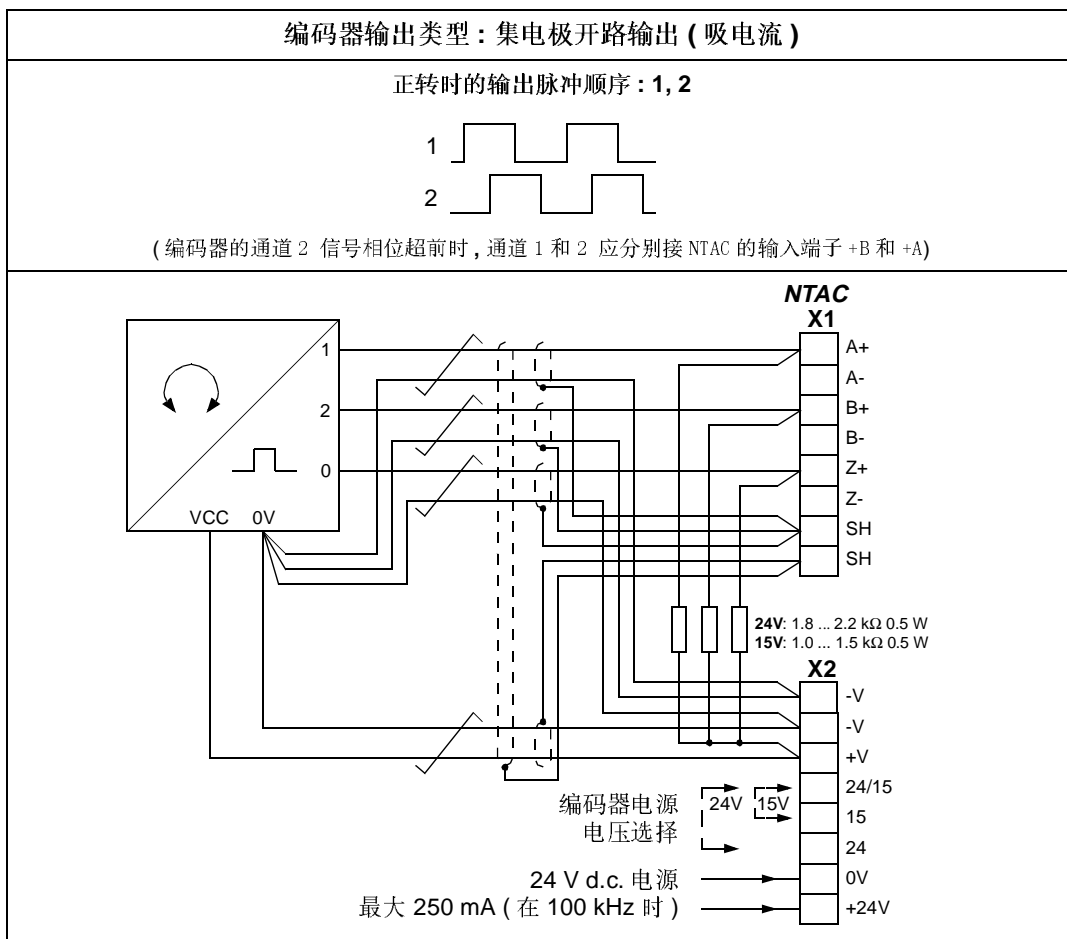 编码器输出类型 : 集电极开路输出 ( 吸电流 )
正转时的输出脉冲顺序 : 1, 2
1
2
( 编码器的通道 2 信号相位超前时 , 通道 1 和 2 应分别接 NTAC 的输入端子 +B 和 +A)
NTAC
X1
1
2
0
VCC 0V
A+
A-
B+
B-
Z+
Z-
SH
SH
24V: 1.8 ... 2.2 kΩ 0.5 W
15V: 1.0 ... 1.5 kΩ 0.5 W
X2
-V
-V
+V
24/15
15
24
0V
+24V
编码器电源
电压选择
24V 15V
24 V d.c. 电源
最大 250 mA ( 在 100 kHz 时 )